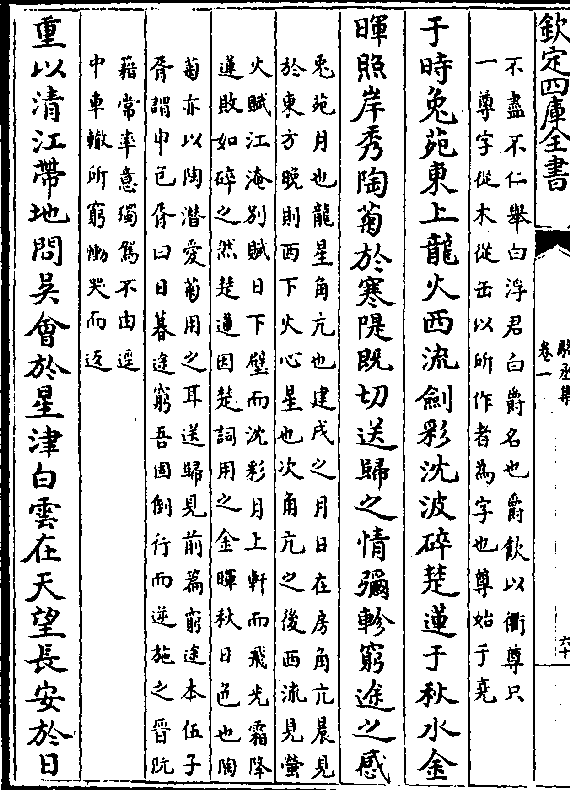 欽定四庫全書
駱丞集
卷一
六十
不盡不仁舉白浮君白爵名也爵飲以衢尊只
一尊字從木從缶以所作者為字也尊始于堯
于時兔苑東上龍火西流劍彩沈波碎楚蓮于秋水金
暉照岸秀陶菊於寒隄既切送歸之情彌軫窮途之感
兔苑月也龍星角亢也建戌之月日在房角亢晨見
於東方晚則西下火心星也次角亢之後西流見螢
火賦江淹别賦日下壁而沈彩月上軒而飛光霜降
蓮敗如碎之然楚蓮因楚詞用之金暉秋日色也陶
菊亦以陶潛愛菊用之耳送歸見前篇窮途本伍子
胥謂申包胥曰日暮途窮吾固倒行而逆施之晉阮
籍常率意獨駕不由逕
中車轍所窮慟哭而返
重以清江帶地問吳會於星津白雲在天望長安於日